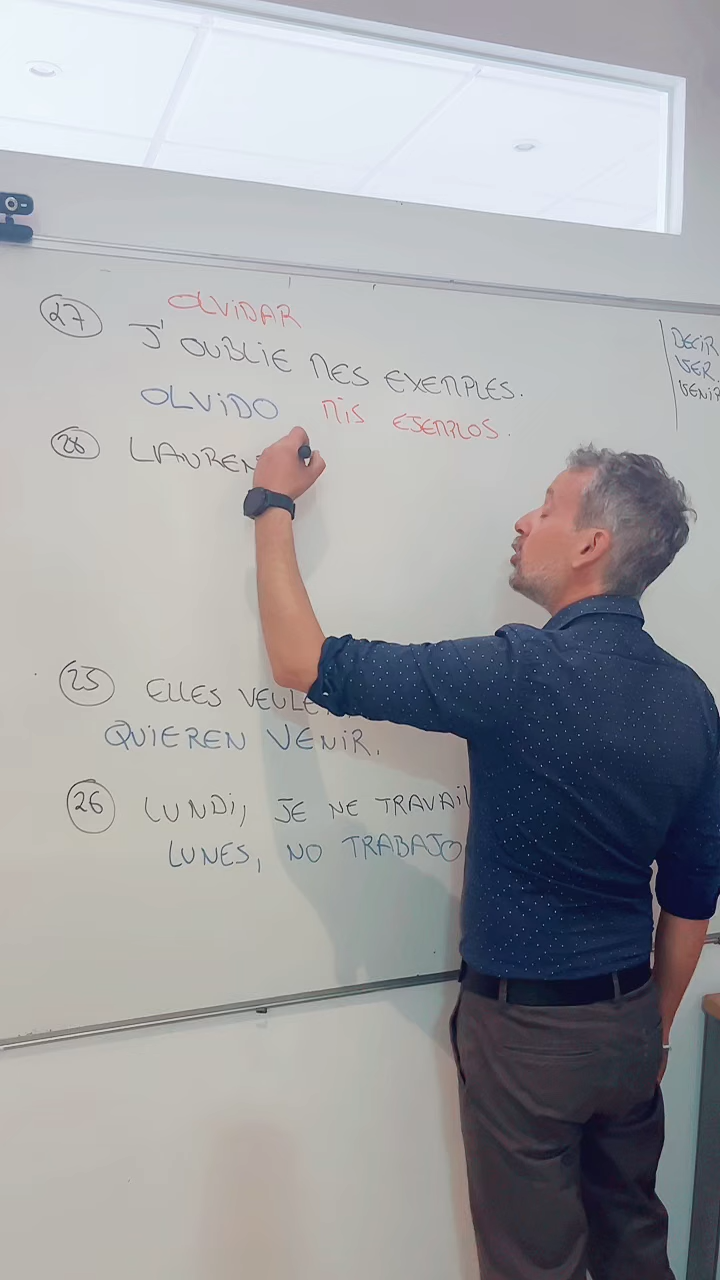 27
OLVIDAR
J'OUBLIE MES EXEMPLES.
OLVIDO MIS EJEMPLOS.
28 LAUREN
25 ELLES VEULE
QUIEREN VENIR.
26 LUNDI, JE NE TRAVAIL
LUNES, NO TRABAJO
DECIR
VER
VENIR